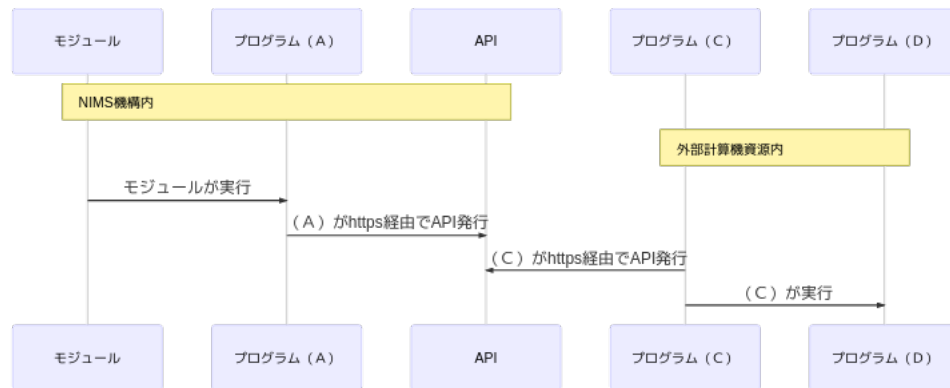 モジュール
プログラム（A）
API
プログラム（C）
プログラム（D）
NIMS機構内
外部計算機資源内
モジュールが実行
（A）がhttps経由でAPI発行
（C）がhttps経由でAPI発行
（C）が実行
モジュール
プログラム（A）
API
プログラム（C）
プログラム（D）